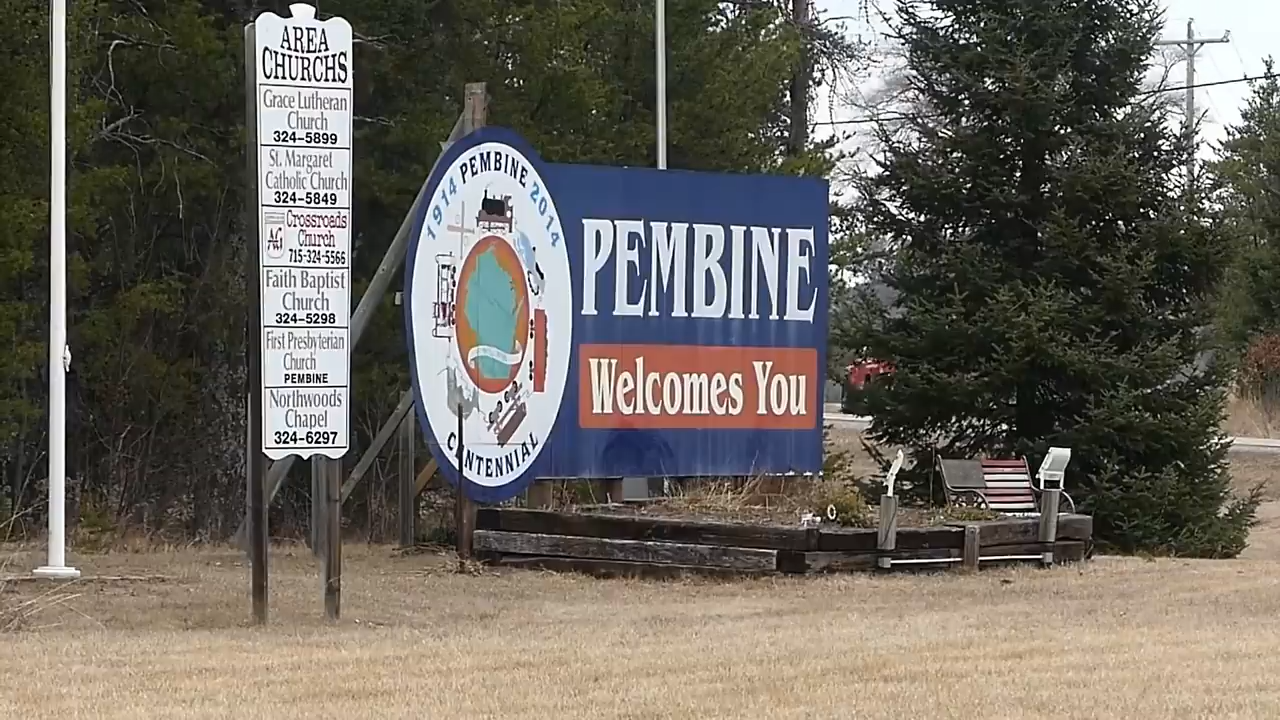 AREA
CHURCHS
Grace Lutheran
Church
324-5899
St. Margaret
Catholic Church
324-5849
AG
Crossroads
Church
715-324-5566
Faith Baptist
Church
324-5298
First Presbyterian
Church
PEMBINE
Northwoods
Chapel
324-6297
1914 PEMBINE 2014
CENTENNIAL
PEMBINE
Welcomes You